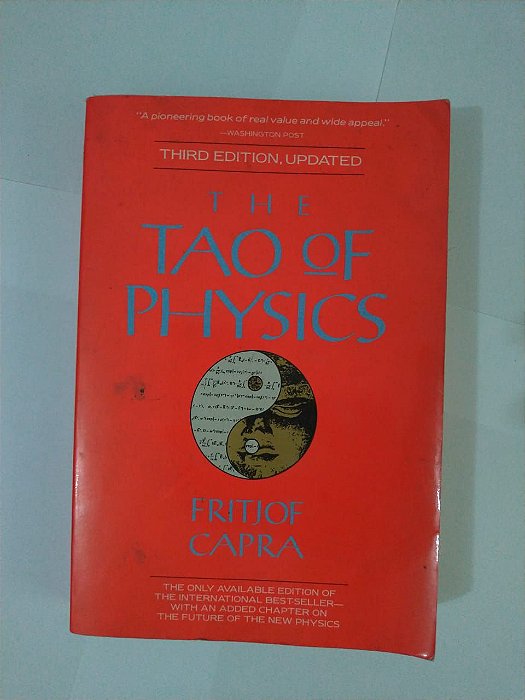 "A pioneering book of real value and wide appeal."
—WASHINGTON POST
THIRD EDITION, UPDATED
THE
TAO OF
PHYSICS
FRITJOF
CAPRA
THE ONLY AVAILABLE EDITION OF
THE INTERNATIONAL BESTSELLER—
WITH AN ADDED CHAPTER ON
THE FUTURE OF THE NEW PHYSICS